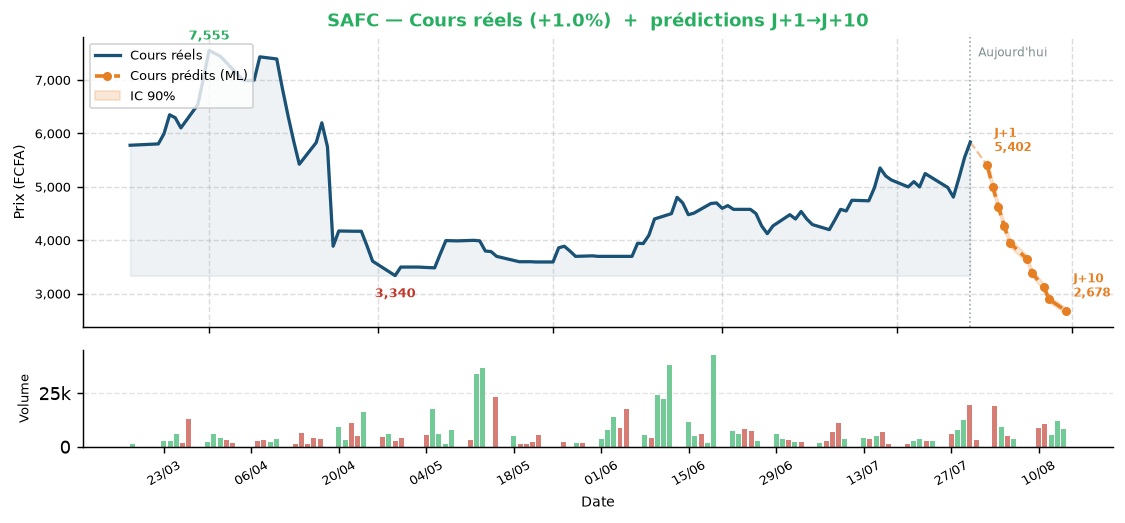 SAFC — Cours réels (+1.0%)  +  prédictions J+1→J+10
7,555
Cours réels
Cours prédits (ML)
IC 90%
Aujourd'hui
Prix (FCFA)
7,000
6,000
5,000
4,000
3,000
J+1
5,402
J+10
2,678
3,340
Volume
25k
0
23/03
06/04
20/04
04/05
18/05
01/06
15/06
29/06
13/07
27/07
10/08
Date